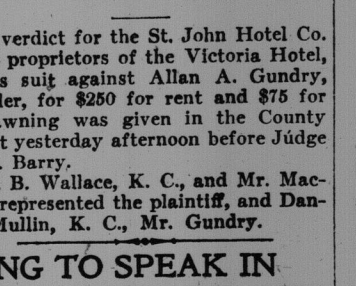 verdict for the St. John Hotel Co.
proprietors of the Victoria Hotel,
s suit against Allan A. Gundry,
ler, for $250 for rent and $75 for
wning was given in the County
t yesterday afternoon before Judge
. Barry.
. B. Wallace, K. C., and Mr. Mac-
represented the plaintiff, and Dan-
Mullin, K. C., Mr. Gundry.
NG TO SPEAK IN